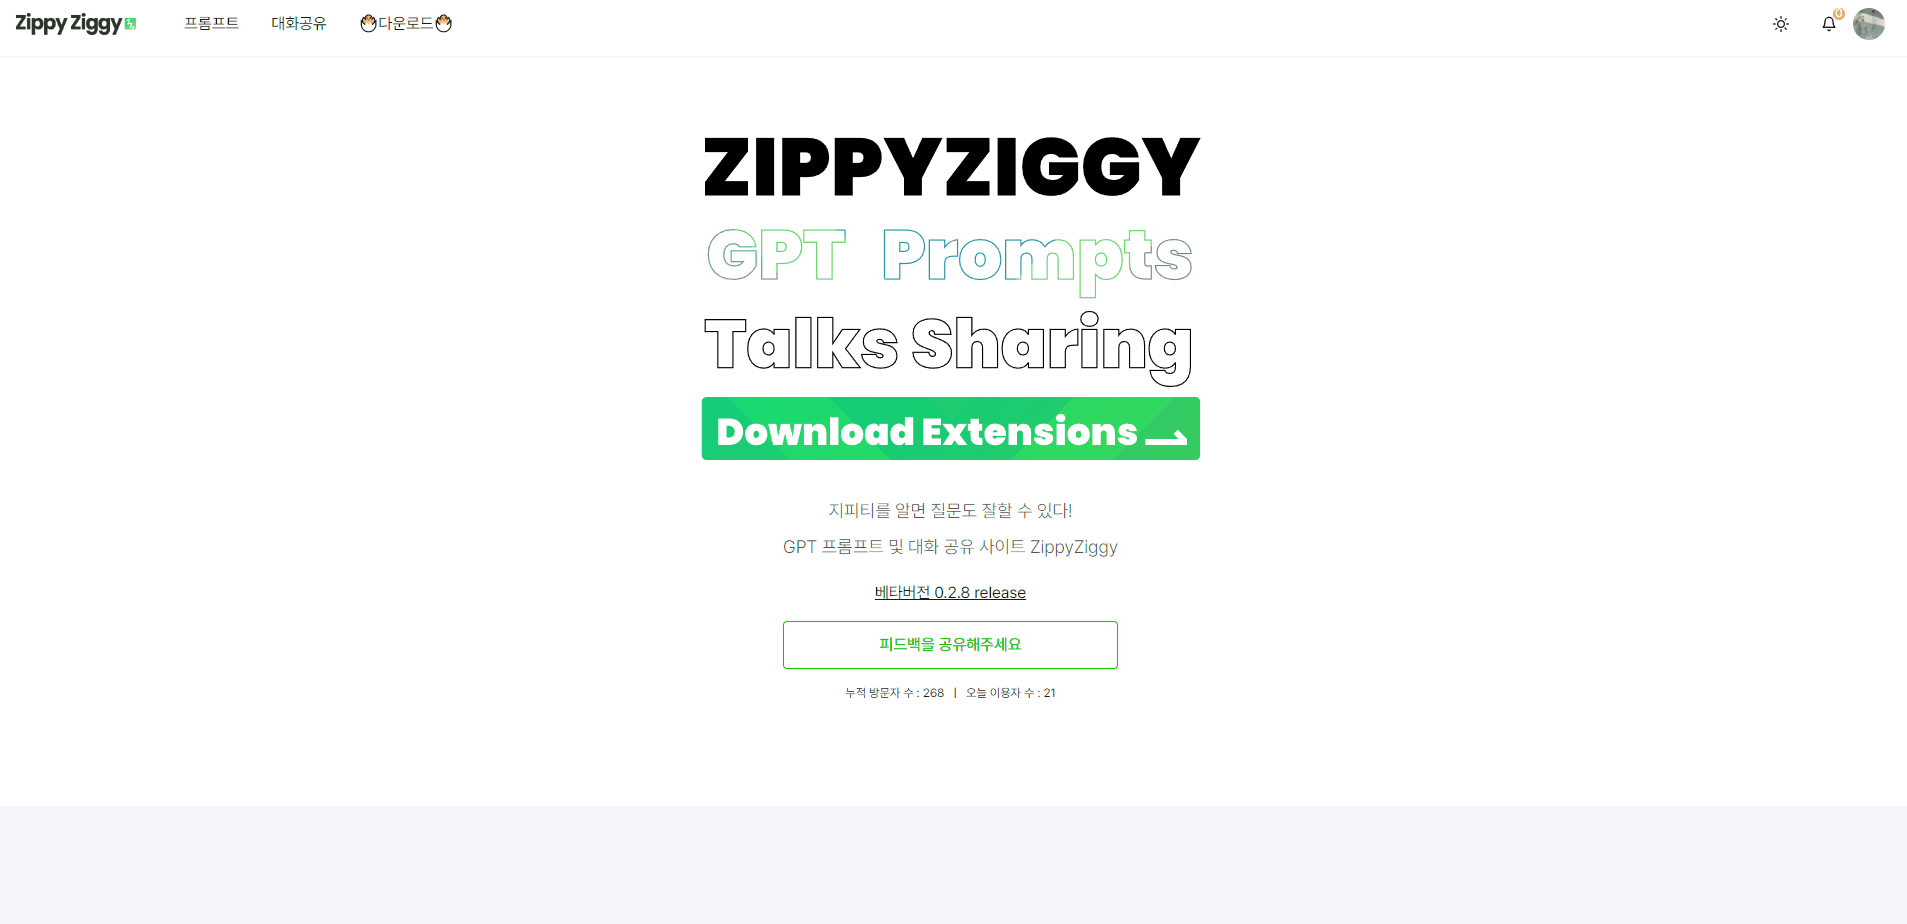 Zippy Ziggy
프롬프트 대화공유 🐣다운로드🐣
0
ZIPPYZIGGY
GPT Prompts
Talks Sharing
Download Extensions
지피티를 알면 질문도 잘할 수 있다!
GPT 프롬프트 및 대화 공유 사이트 ZippyZiggy
베타버전 0.2.8 release
피드백을 공유해주세요
누적 방문자 수 : 268 | 오늘 이용자 수 : 21